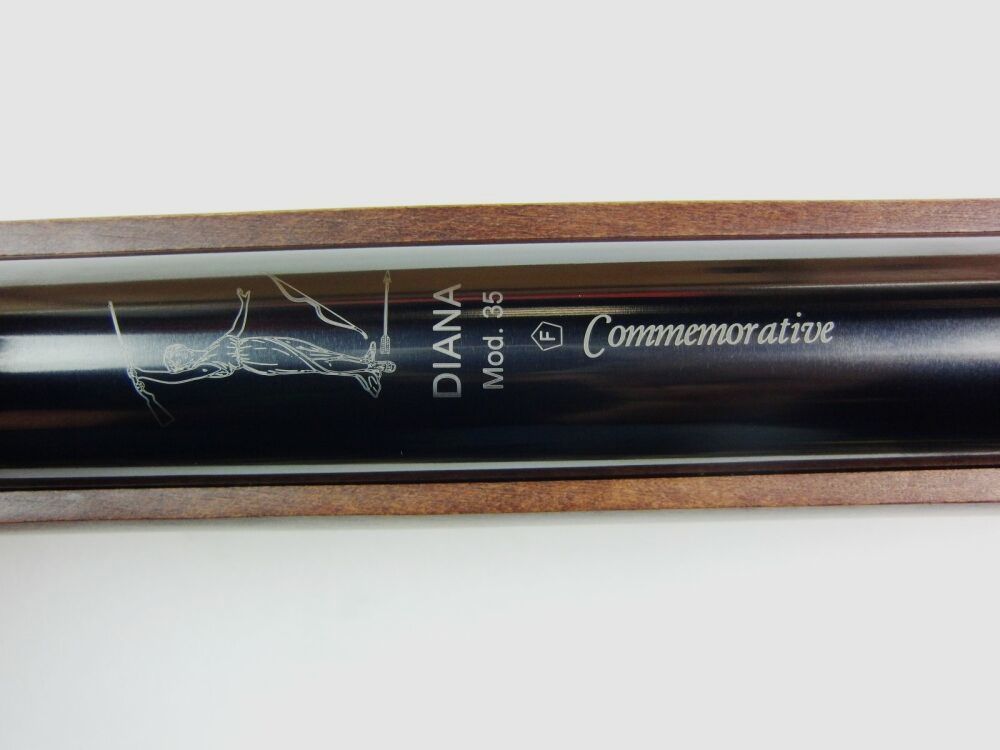 DIANA
Mod. 35
F
Commemorative